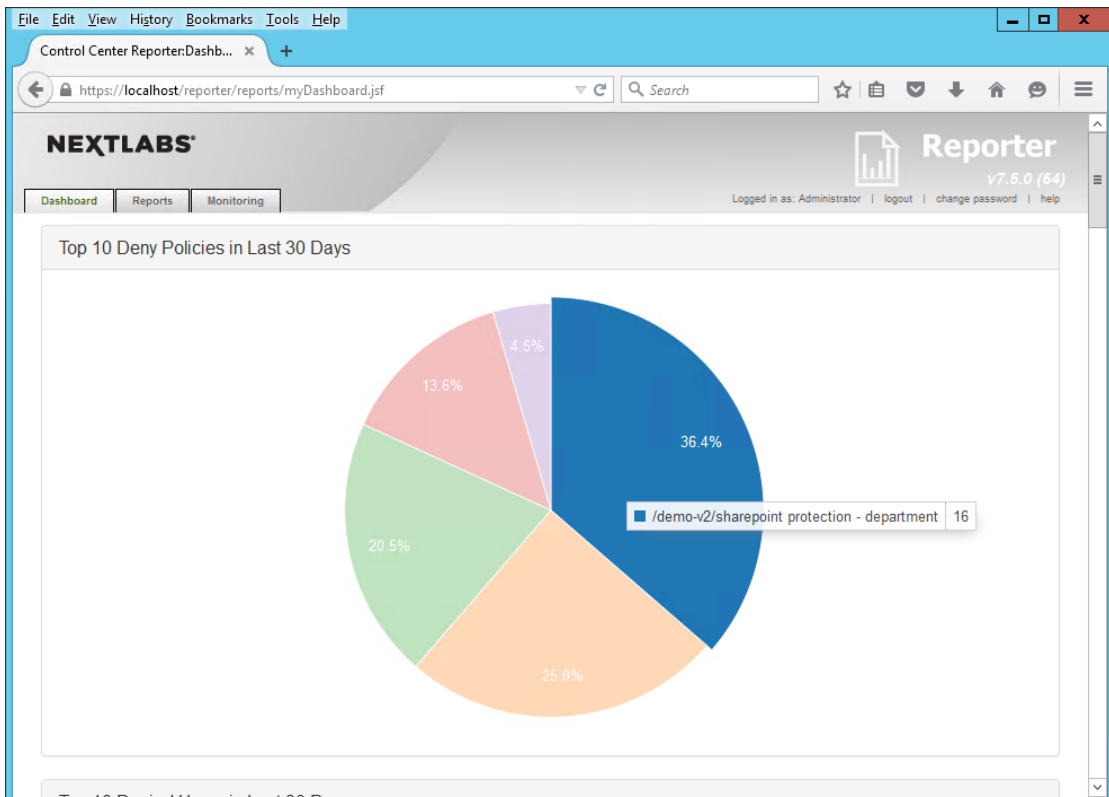 File Edit View History Bookmarks Tools Help
Control Center Reporter:Dashb... × +
https://localhost/reporter/reports/myDashboard.jsf
Search
NEXTLABS®
Reporter
v7.5.0 (64)
Dashboard Reports Monitoring
Logged in as: Administrator | logout | change password | help
Top 10 Deny Policies in Last 30 Days
4.5%
13.6%
36.4%
/demo-v2/sharepoint protection - department 16
20.5%
25.0%